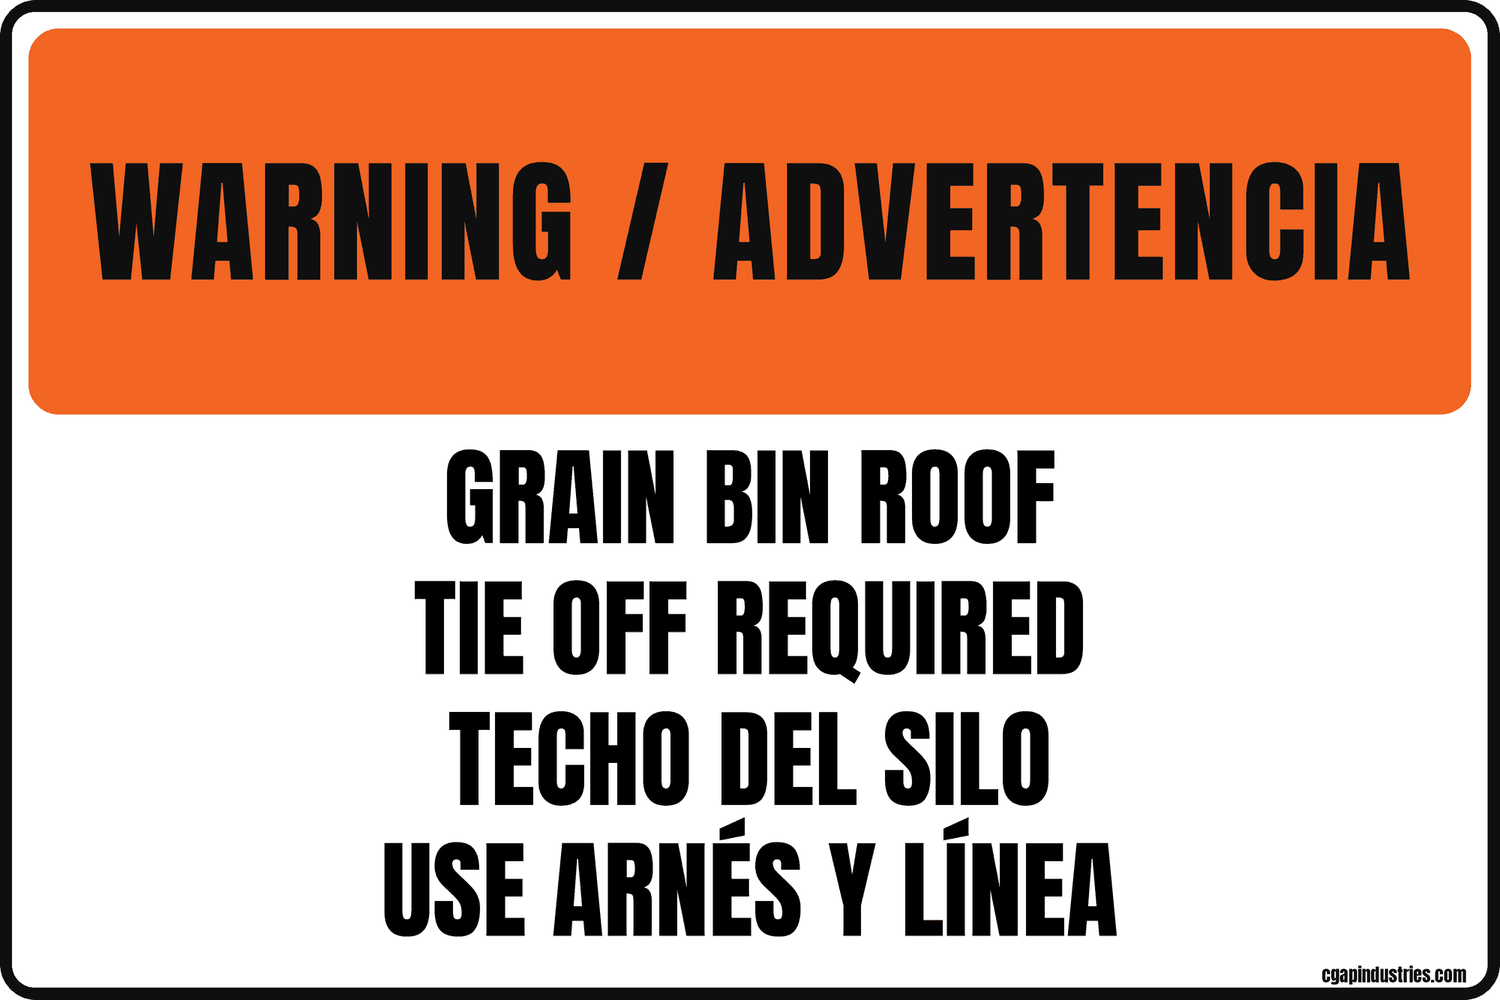 WARNING / ADVERTENCIA
GRAIN BIN ROOF
TIE OFF REQUIRED
TECHO DEL SILO
USE ARNÉS Y LÍNEA
cgapindustries.com